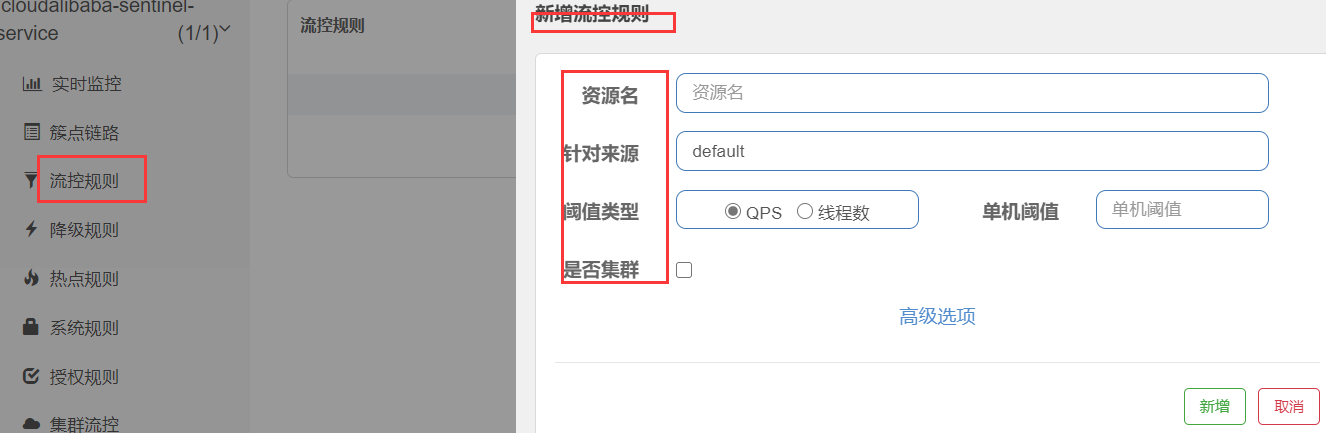 cloudalibaba-sentinel-
service (1/1)
实时监控
簇点链路
流控规则
降级规则
热点规则
系统规则
授权规则
集群流控
流控规则
新增流控规则
资源名 资源名
针对来源 default
阈值类型 QPS 线程数 单机阈值 单机阈值
是否集群
高级选项
新增 取消